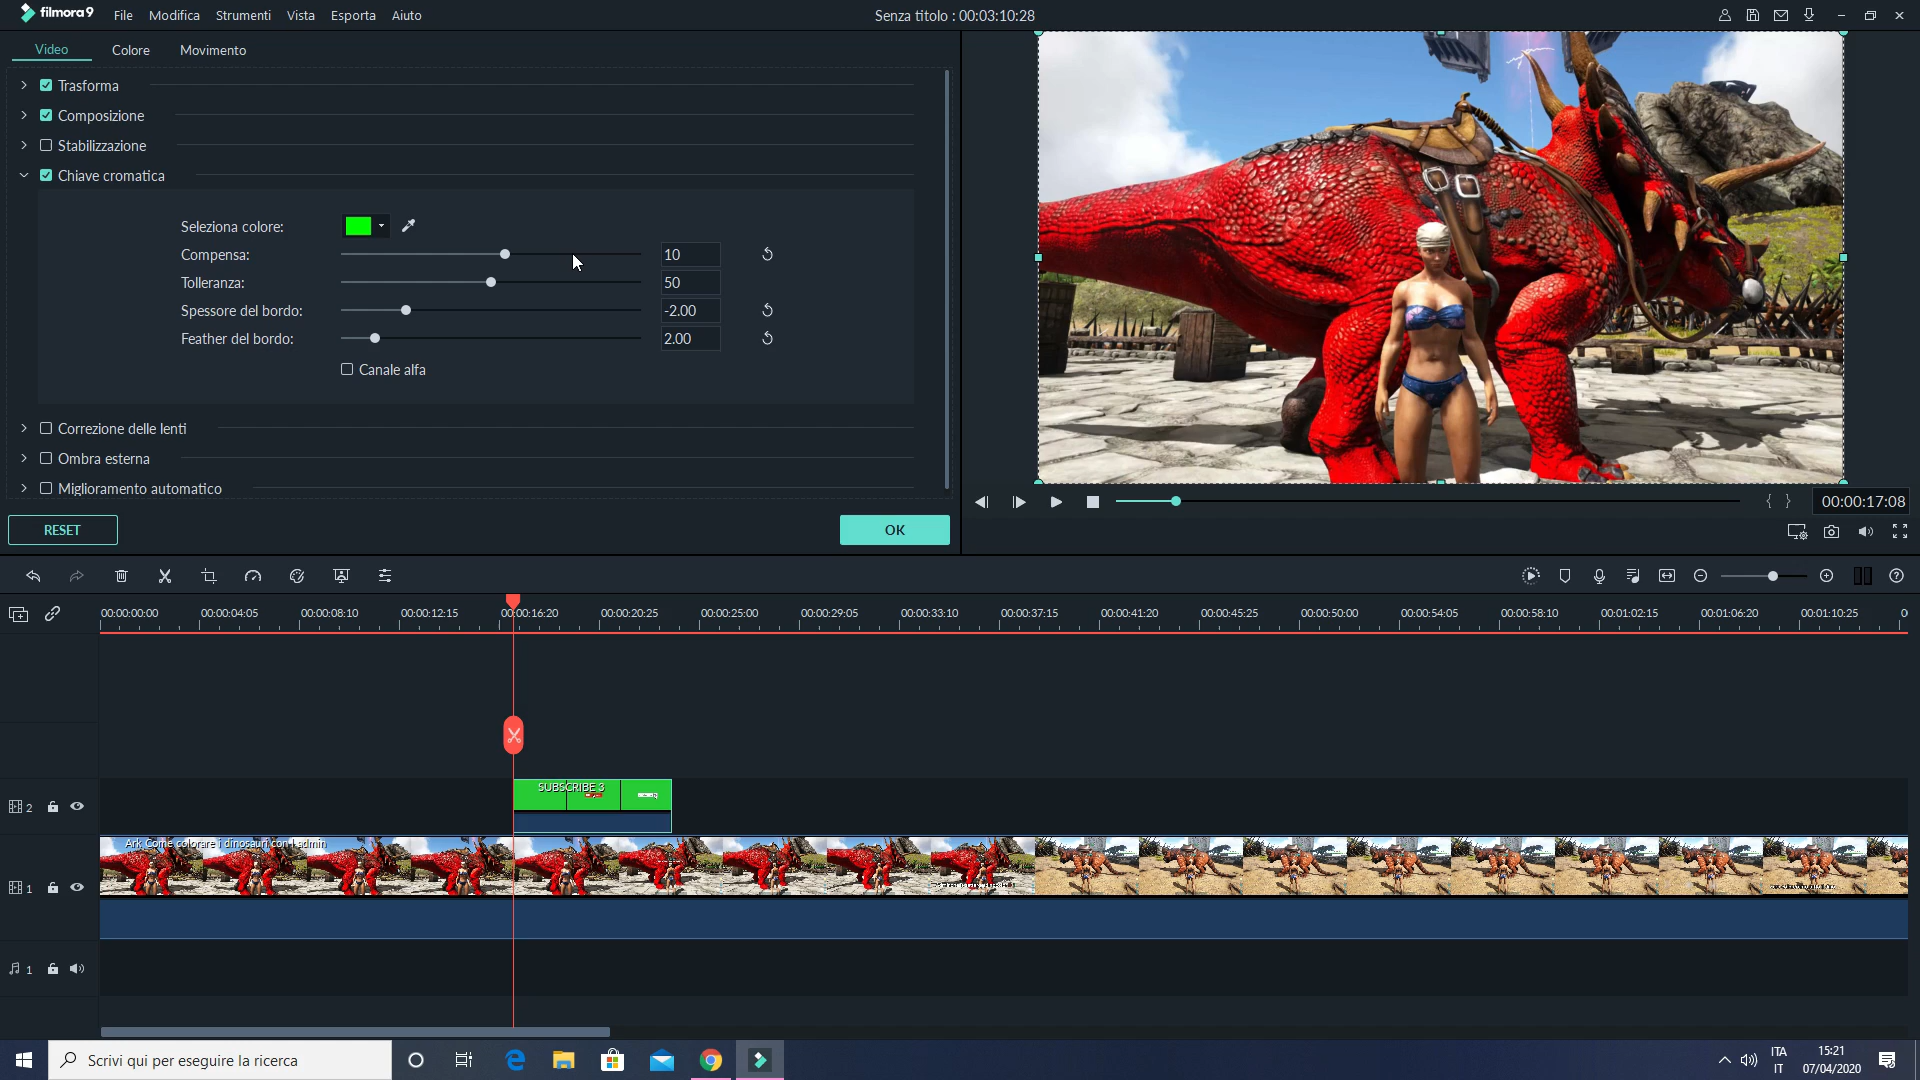 filmora9 File Modifica Strumenti Vista Esporta Aiuto Senza titolo : 00:03:10:28
Video Colore Movimento
Trasforma
Composizione
Stabilizzazione
Chiave cromatica
Seleziona colore:
Compensa: 10
Tolleranza: 50
Spessore del bordo: -2.00
Feather del bordo: 2.00
Canale alfa
Correzione delle lenti
Ombra esterna
Miglioramento automatico
RESET OK
{ } 00:00:17:08
00:00:00:00 00:00:04:05 00:00:08:10 00:00:12:15 00:00:16:20 00:00:20:25 00:00:25:00 00:00:29:05 00:00:33:10 00:00:37:15 00:00:41:20 00:00:45:25 00:00:50:00 00:00:54:05 00:00:58:10 00:01:02:15 00:01:06:20 00:01:10:25 0
SUBSCRIBE 3
2
Ark Come colorare i dinosauri con l admin
1
1
Scrivi qui per eseguire la ricerca
ITA
IT
15:21
07/04/2020